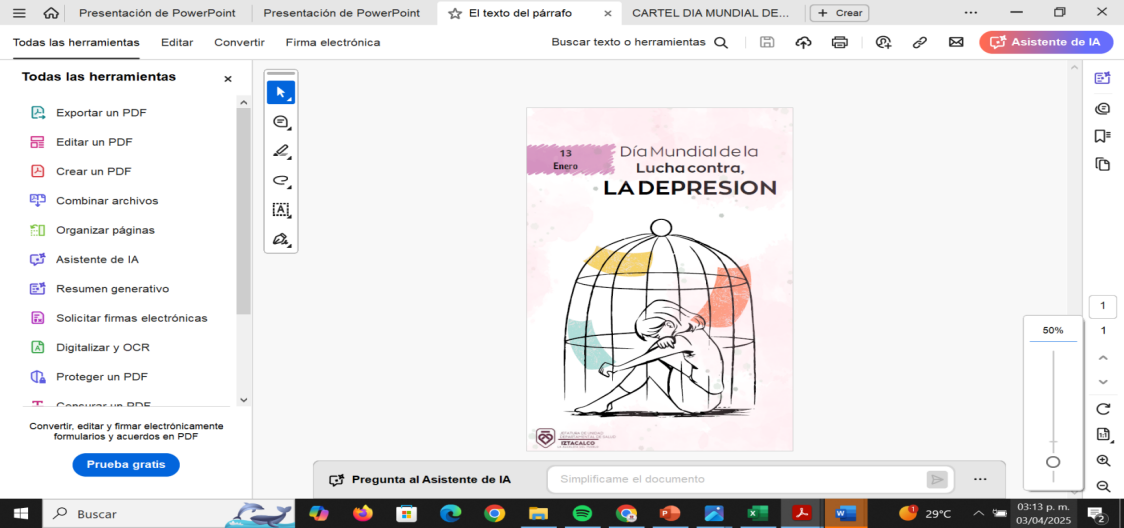 Presentación de PowerPoint
Presentación de PowerPoint
El texto del párrafo
CARTEL DIA MUNDIAL DE...
+ Crear
Todas las herramientas
Editar
Convertir
Firma electrónica
Buscar texto o herramientas
Asistente de IA
Todas las herramientas
Exportar un PDF
Editar un PDF
Crear un PDF
Combinar archivos
Organizar páginas
Asistente de IA
Resumen generativo
Solicitar firmas electrónicas
Digitalizar y OCR
Proteger un PDF
Censurar un PDF
Convertir, editar y firmar electrónicamente
formularios y acuerdos en PDF
Prueba gratis
13
Enero
Día Mundial de la
Lucha contra,
LA DEPRESION
IZTACALCO
Pregunta al Asistente de IA
Simplifícame el documento
1
1
50%
Buscar
29°C
03:13 p. m.
03/04/2025